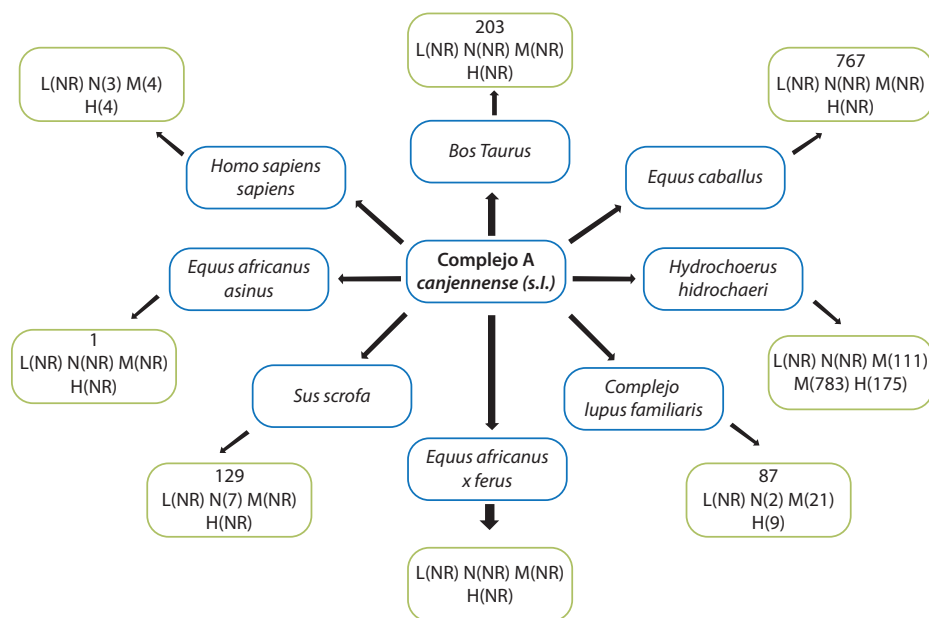 203
L(NR) N(NR) M(NR)
H(NR)
L(NR) N(3) M(4)
H(4)
767
L(NR) N(NR) M(NR)
H(NR)
Bos Taurus
Homo sapiens
sapiens
Equus caballus
Complejo A
canjennense (s.l.)
Equus africanus
asinus
Hydrochoerus
hidrochaeri
1
L(NR) N(NR) M(NR)
H(NR)
L(NR) N(NR) M(111)
M(783) H(175)
Sus scrofa
Complejo
lupus familiaris
Equus africanus
x ferus
129
L(NR) N(7) M(NR)
H(NR)
87
L(NR) N(2) M(21)
H(9)
L(NR) N(NR) M(NR)
H(NR)